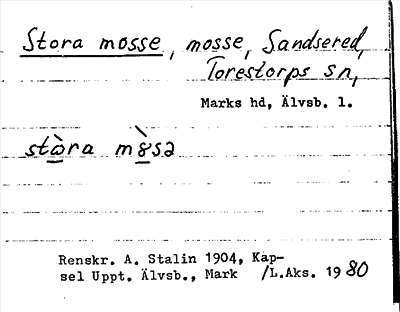 Stora mosse, mosse, Sandsered,
Torestorps sn,
Marks hd, Älvsb. l.
stòra mòsə
Renskr. A. Stalin 1904, Kap-
sel Uppt. Älvsb., Mark /L.Aks. 1980